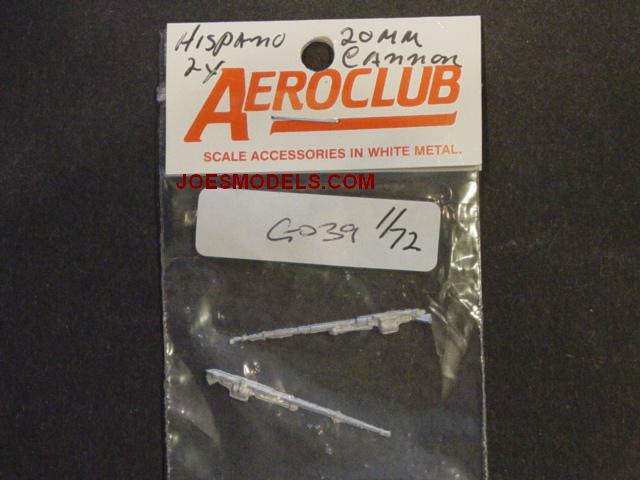 HISPANO 20MM
2x CANNON
AEROCLUB
SCALE ACCESSORIES IN WHITE METAL.
JOESMODELS.COM
G039 1/72